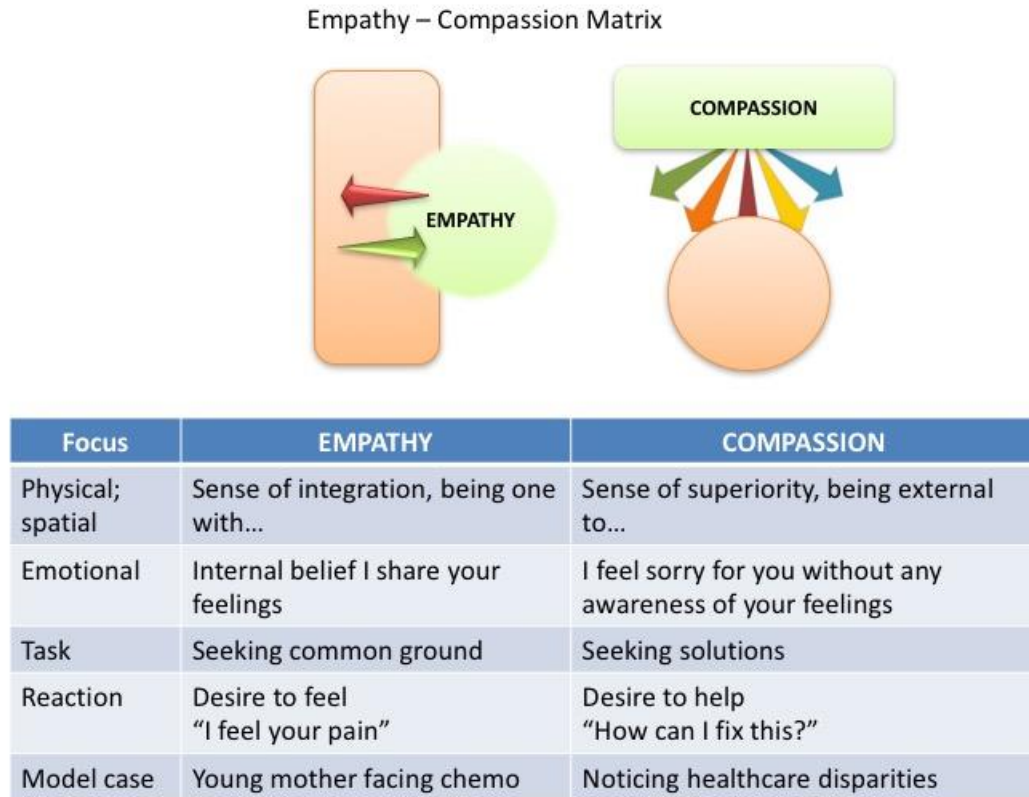 Empathy – Compassion Matrix
EMPATHY
COMPASSION
Focus
EMPATHY
COMPASSION
Physical;
spatial
Sense of integration, being one
with…
Sense of superiority, being external
to…
Emotional
Internal belief I share your
feelings
I feel sorry for you without any
awareness of your feelings
Task
Seeking common ground
Seeking solutions
Reaction
Desire to feel
“I feel your pain”
Desire to help
“How can I fix this?”
Model case
Young mother facing chemo
Noticing healthcare disparities